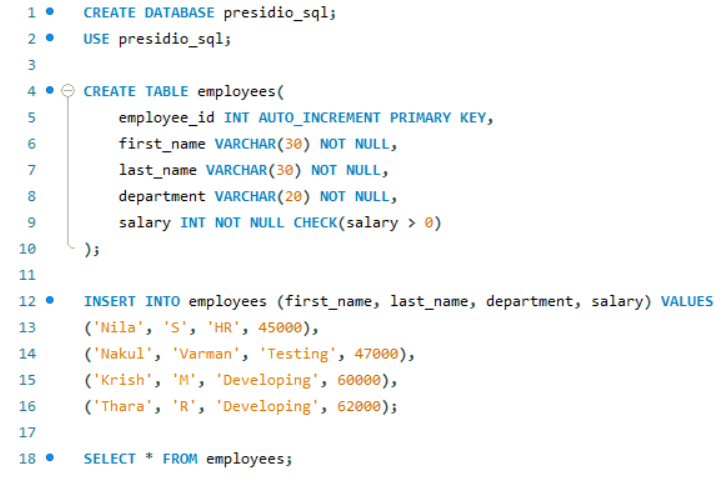 1 CREATE DATABASE presidio_sql;
2 USE presidio_sql;
3
4 CREATE TABLE employees(
5 employee_id INT AUTO_INCREMENT PRIMARY KEY,
6 first_name VARCHAR(30) NOT NULL,
7 last_name VARCHAR(30) NOT NULL,
8 department VARCHAR(20) NOT NULL,
9 salary INT NOT NULL CHECK(salary > 0)
10 );
11
12 INSERT INTO employees (first_name, last_name, department, salary) VALUES
13 ('Nila', 'S', 'HR', 45000),
14 ('Nakul', 'Varman', 'Testing', 47000),
15 ('Krish', 'M', 'Developing', 60000),
16 ('Thara', 'R', 'Developing', 62000);
17
18 SELECT * FROM employees;